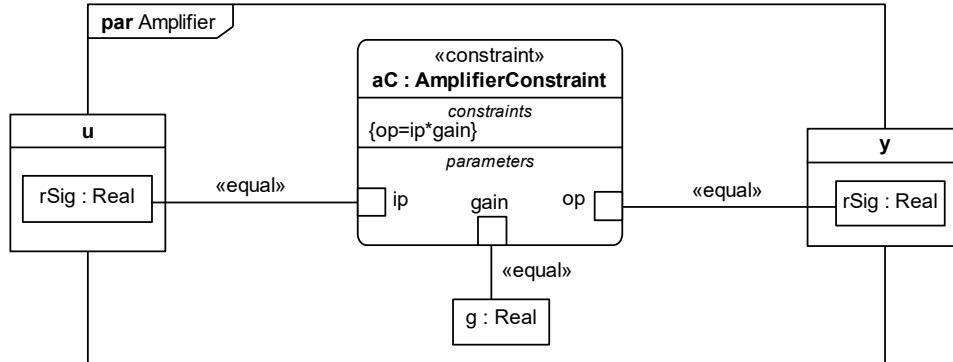 par Amplifier
«constraint»
aC : AmplifierConstraint
constraints
{op=ip*gain}
parameters
u
rSig : Real
«equal»
ip
gain
op
«equal»
y
rSig : Real
«equal»
g : Real